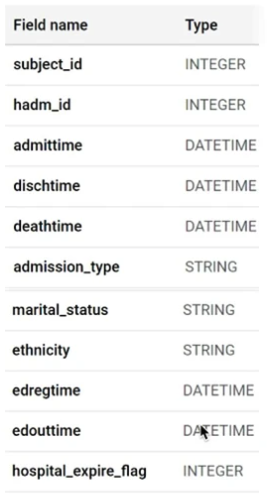 Field name Type
subject_id INTEGER
hadm_id INTEGER
admittime DATETIME
dischtime DATETIME
deathtime DATETIME
admission_type STRING
marital_status STRING
ethnicity STRING
edregtime DATETIME
edouttime DATETIME
hospital_expire_flag INTEGER